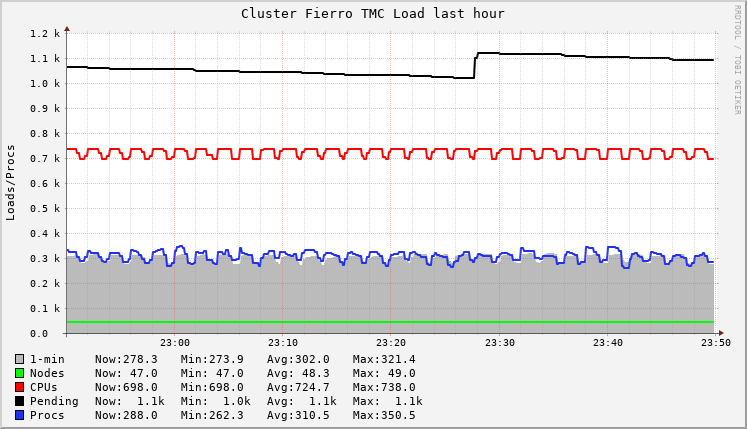 Cluster Fierro TMC Load last hour
RRDTOOL / TOBI OETIKER
Loads/Procs
1.2 k
1.1 k
1.0 k
0.9 k
0.8 k
0.7 k
0.6 k
0.5 k
0.4 k
0.3 k
0.2 k
0.1 k
0.0
23:00 23:10 23:20 23:30 23:40 23:50
1-min Now:278.3 Min:273.9 Avg:302.0 Max:321.4
Nodes Now: 47.0 Min: 47.0 Avg: 48.3 Max: 49.0
CPUs Now:698.0 Min:698.0 Avg:724.7 Max:738.0
Pending Now: 1.1k Min: 1.0k Avg: 1.1k Max: 1.1k
Procs Now:288.0 Min:262.3 Avg:310.5 Max:350.5